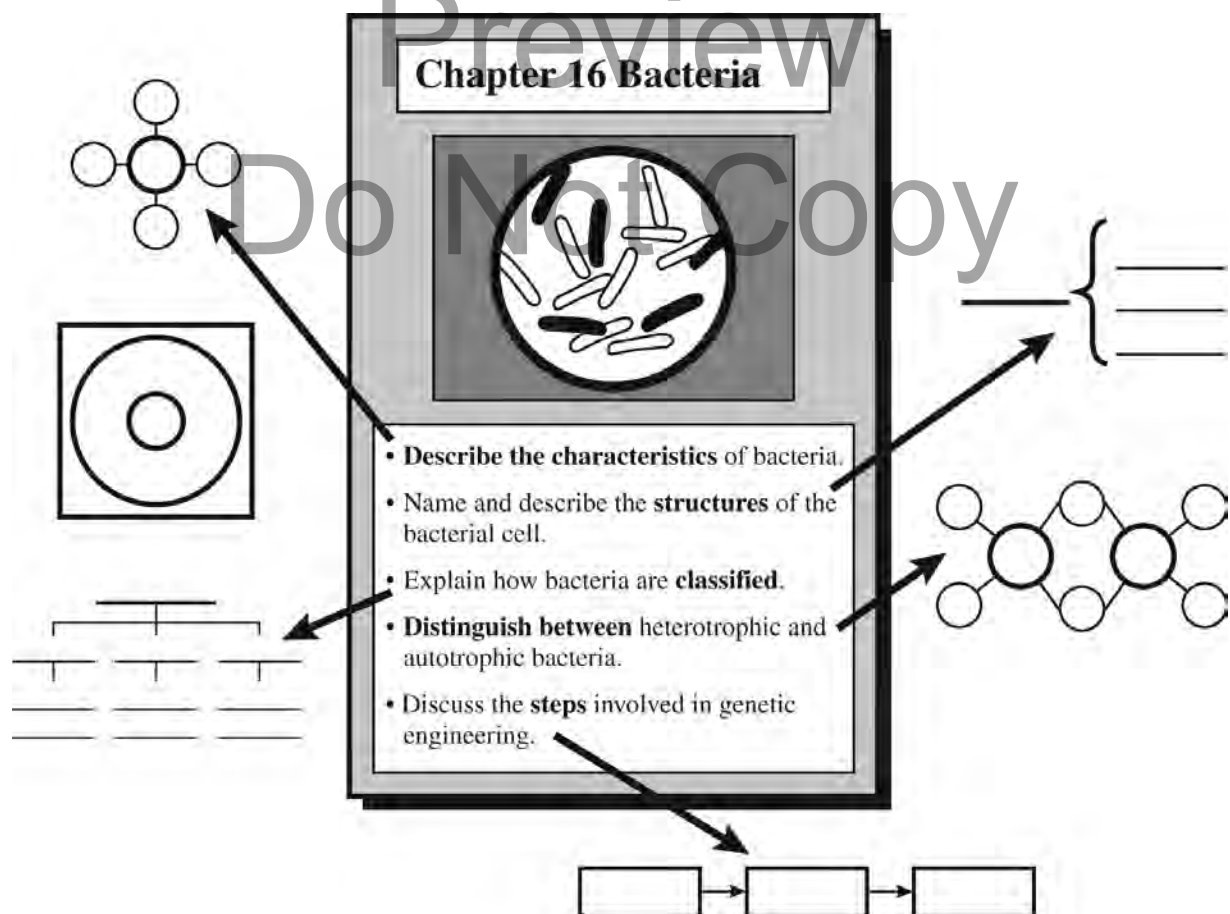 Preview
Chapter 16 Bacteria
Do Not Copy
• Describe the characteristics of bacteria.
• Name and describe the structures of the
bacterial cell.
• Explain how bacteria are classified.
• Distinguish between heterotrophic and
autotrophic bacteria.
• Discuss the steps involved in genetic
engineering.